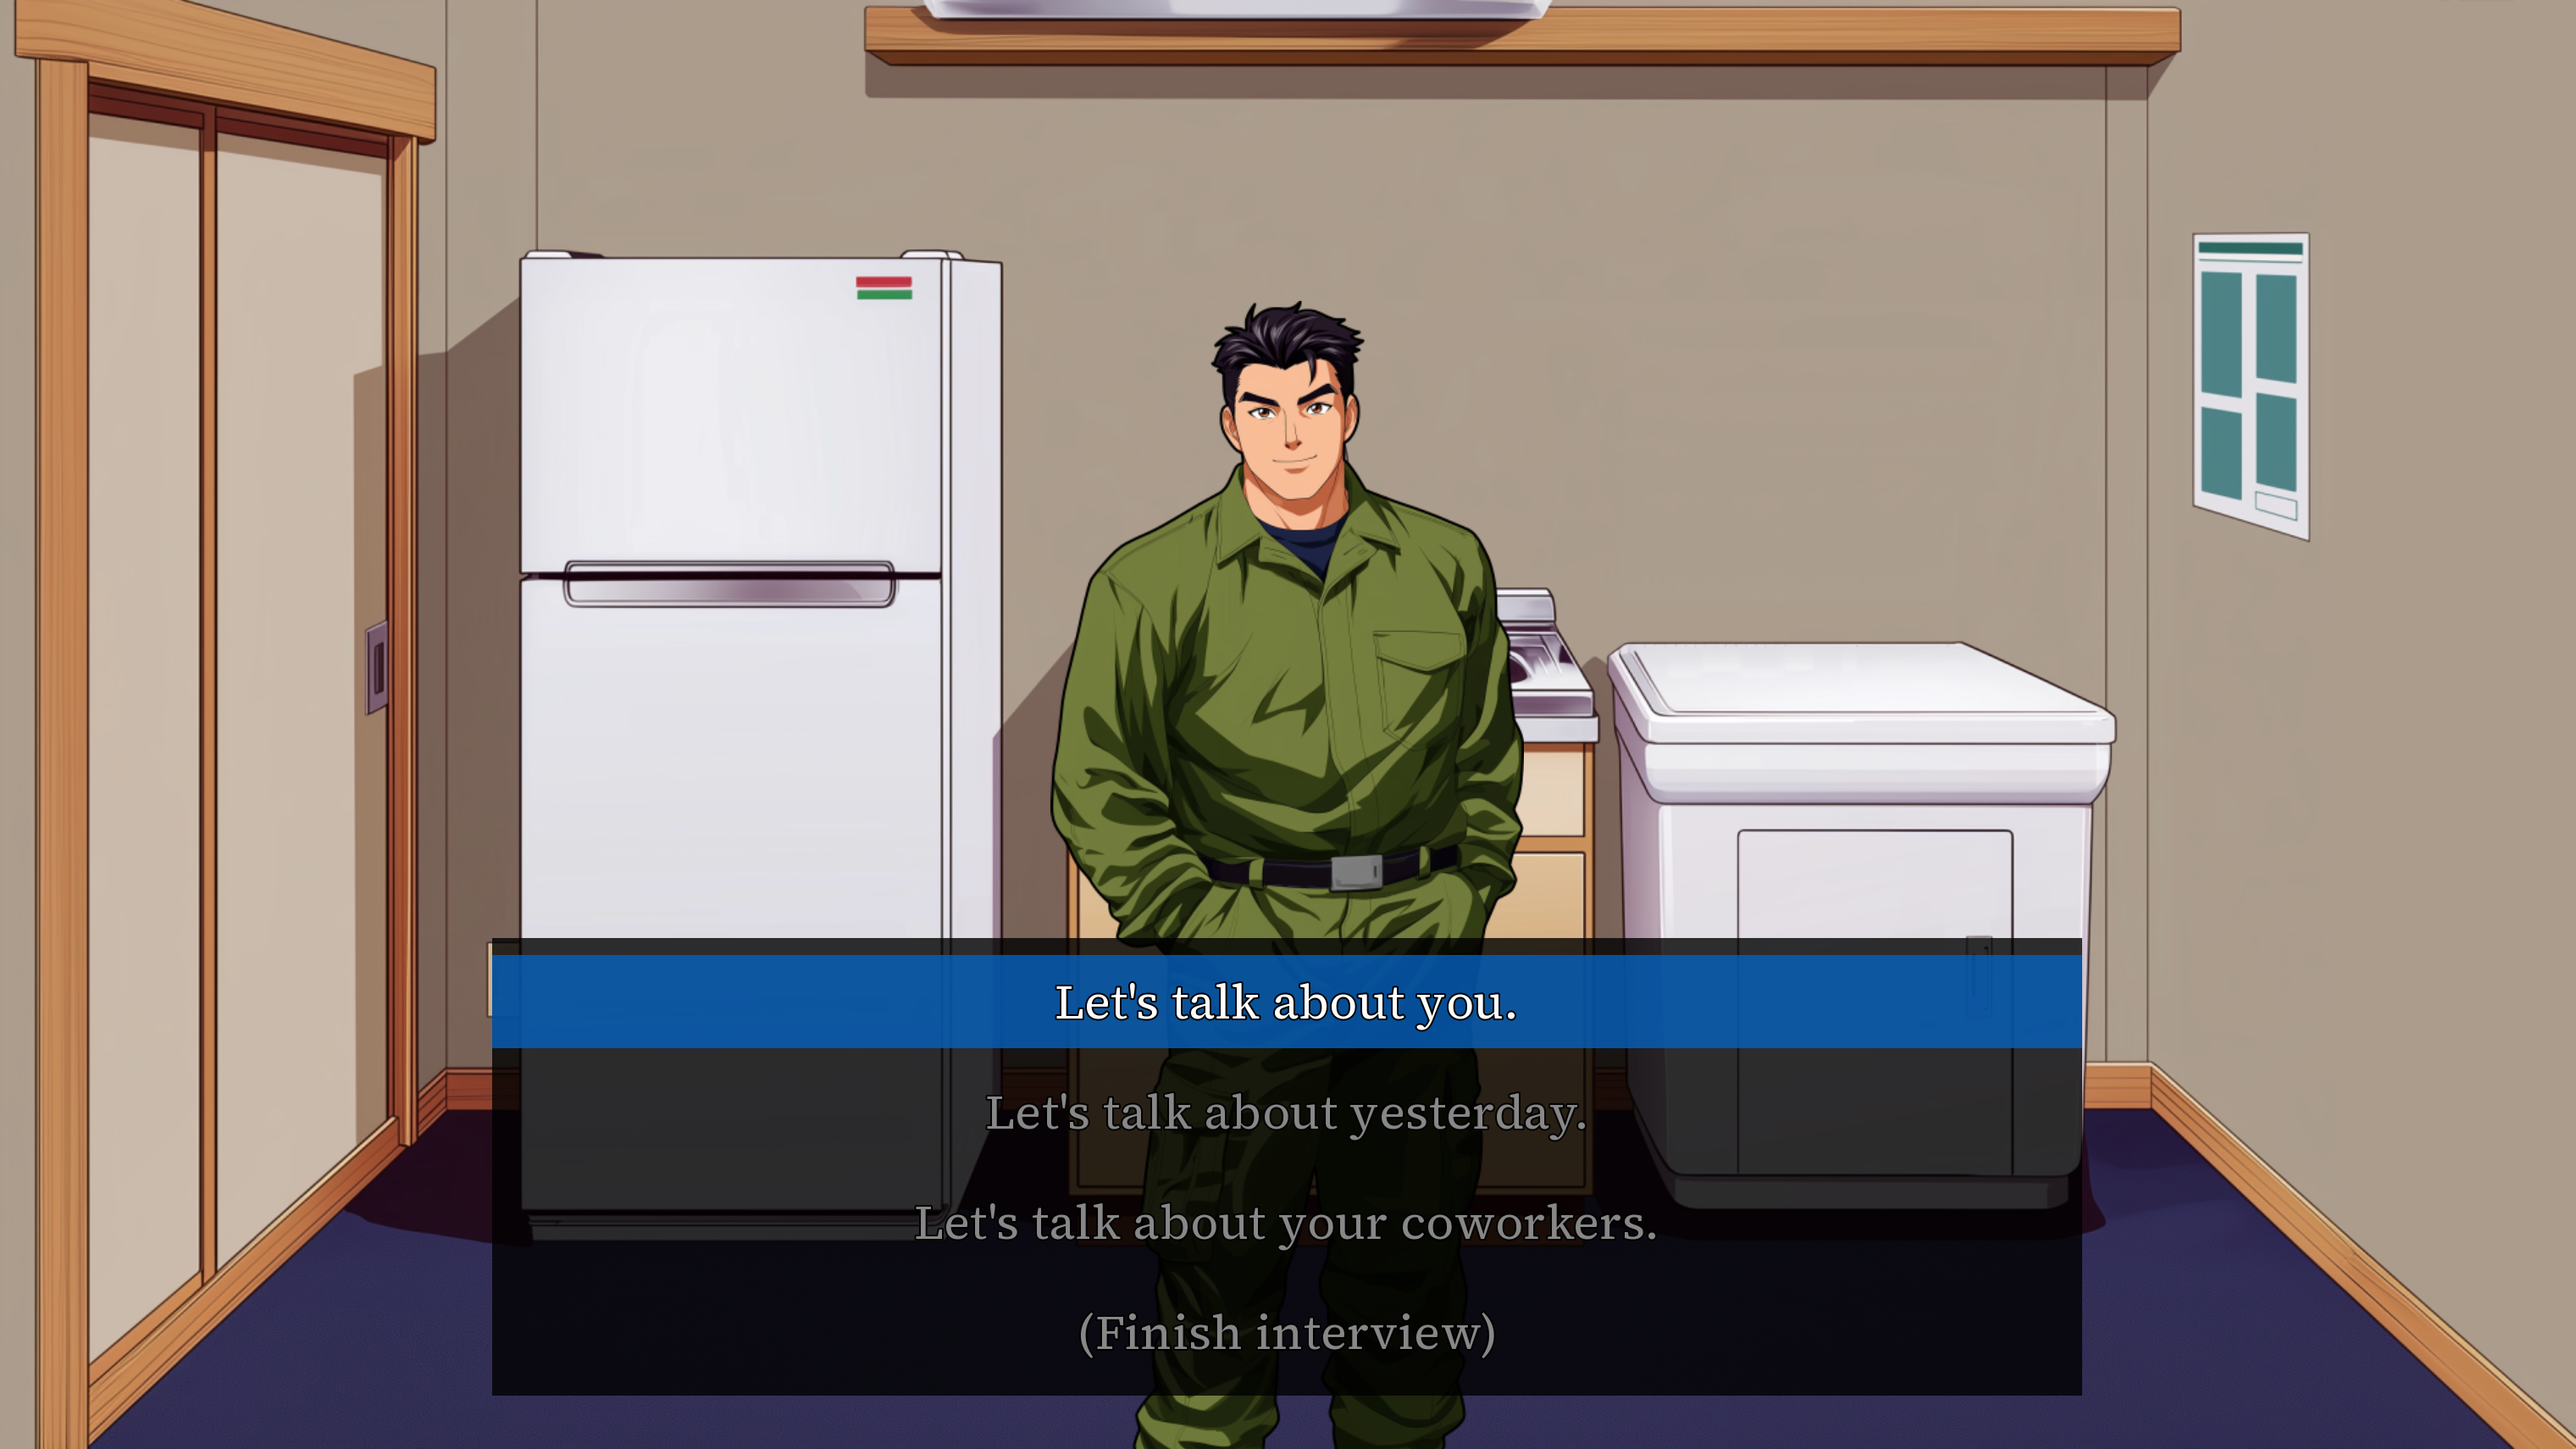 Let's talk about you.
Let's talk about yesterday.
Let's talk about your coworkers.
(Finish interview)